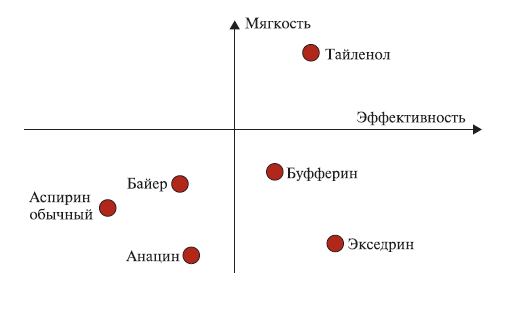 Мягкость
Тайленол
Эффективность
Буфферин
Байер
Аспирин
обычный
Экседрин
Анацин